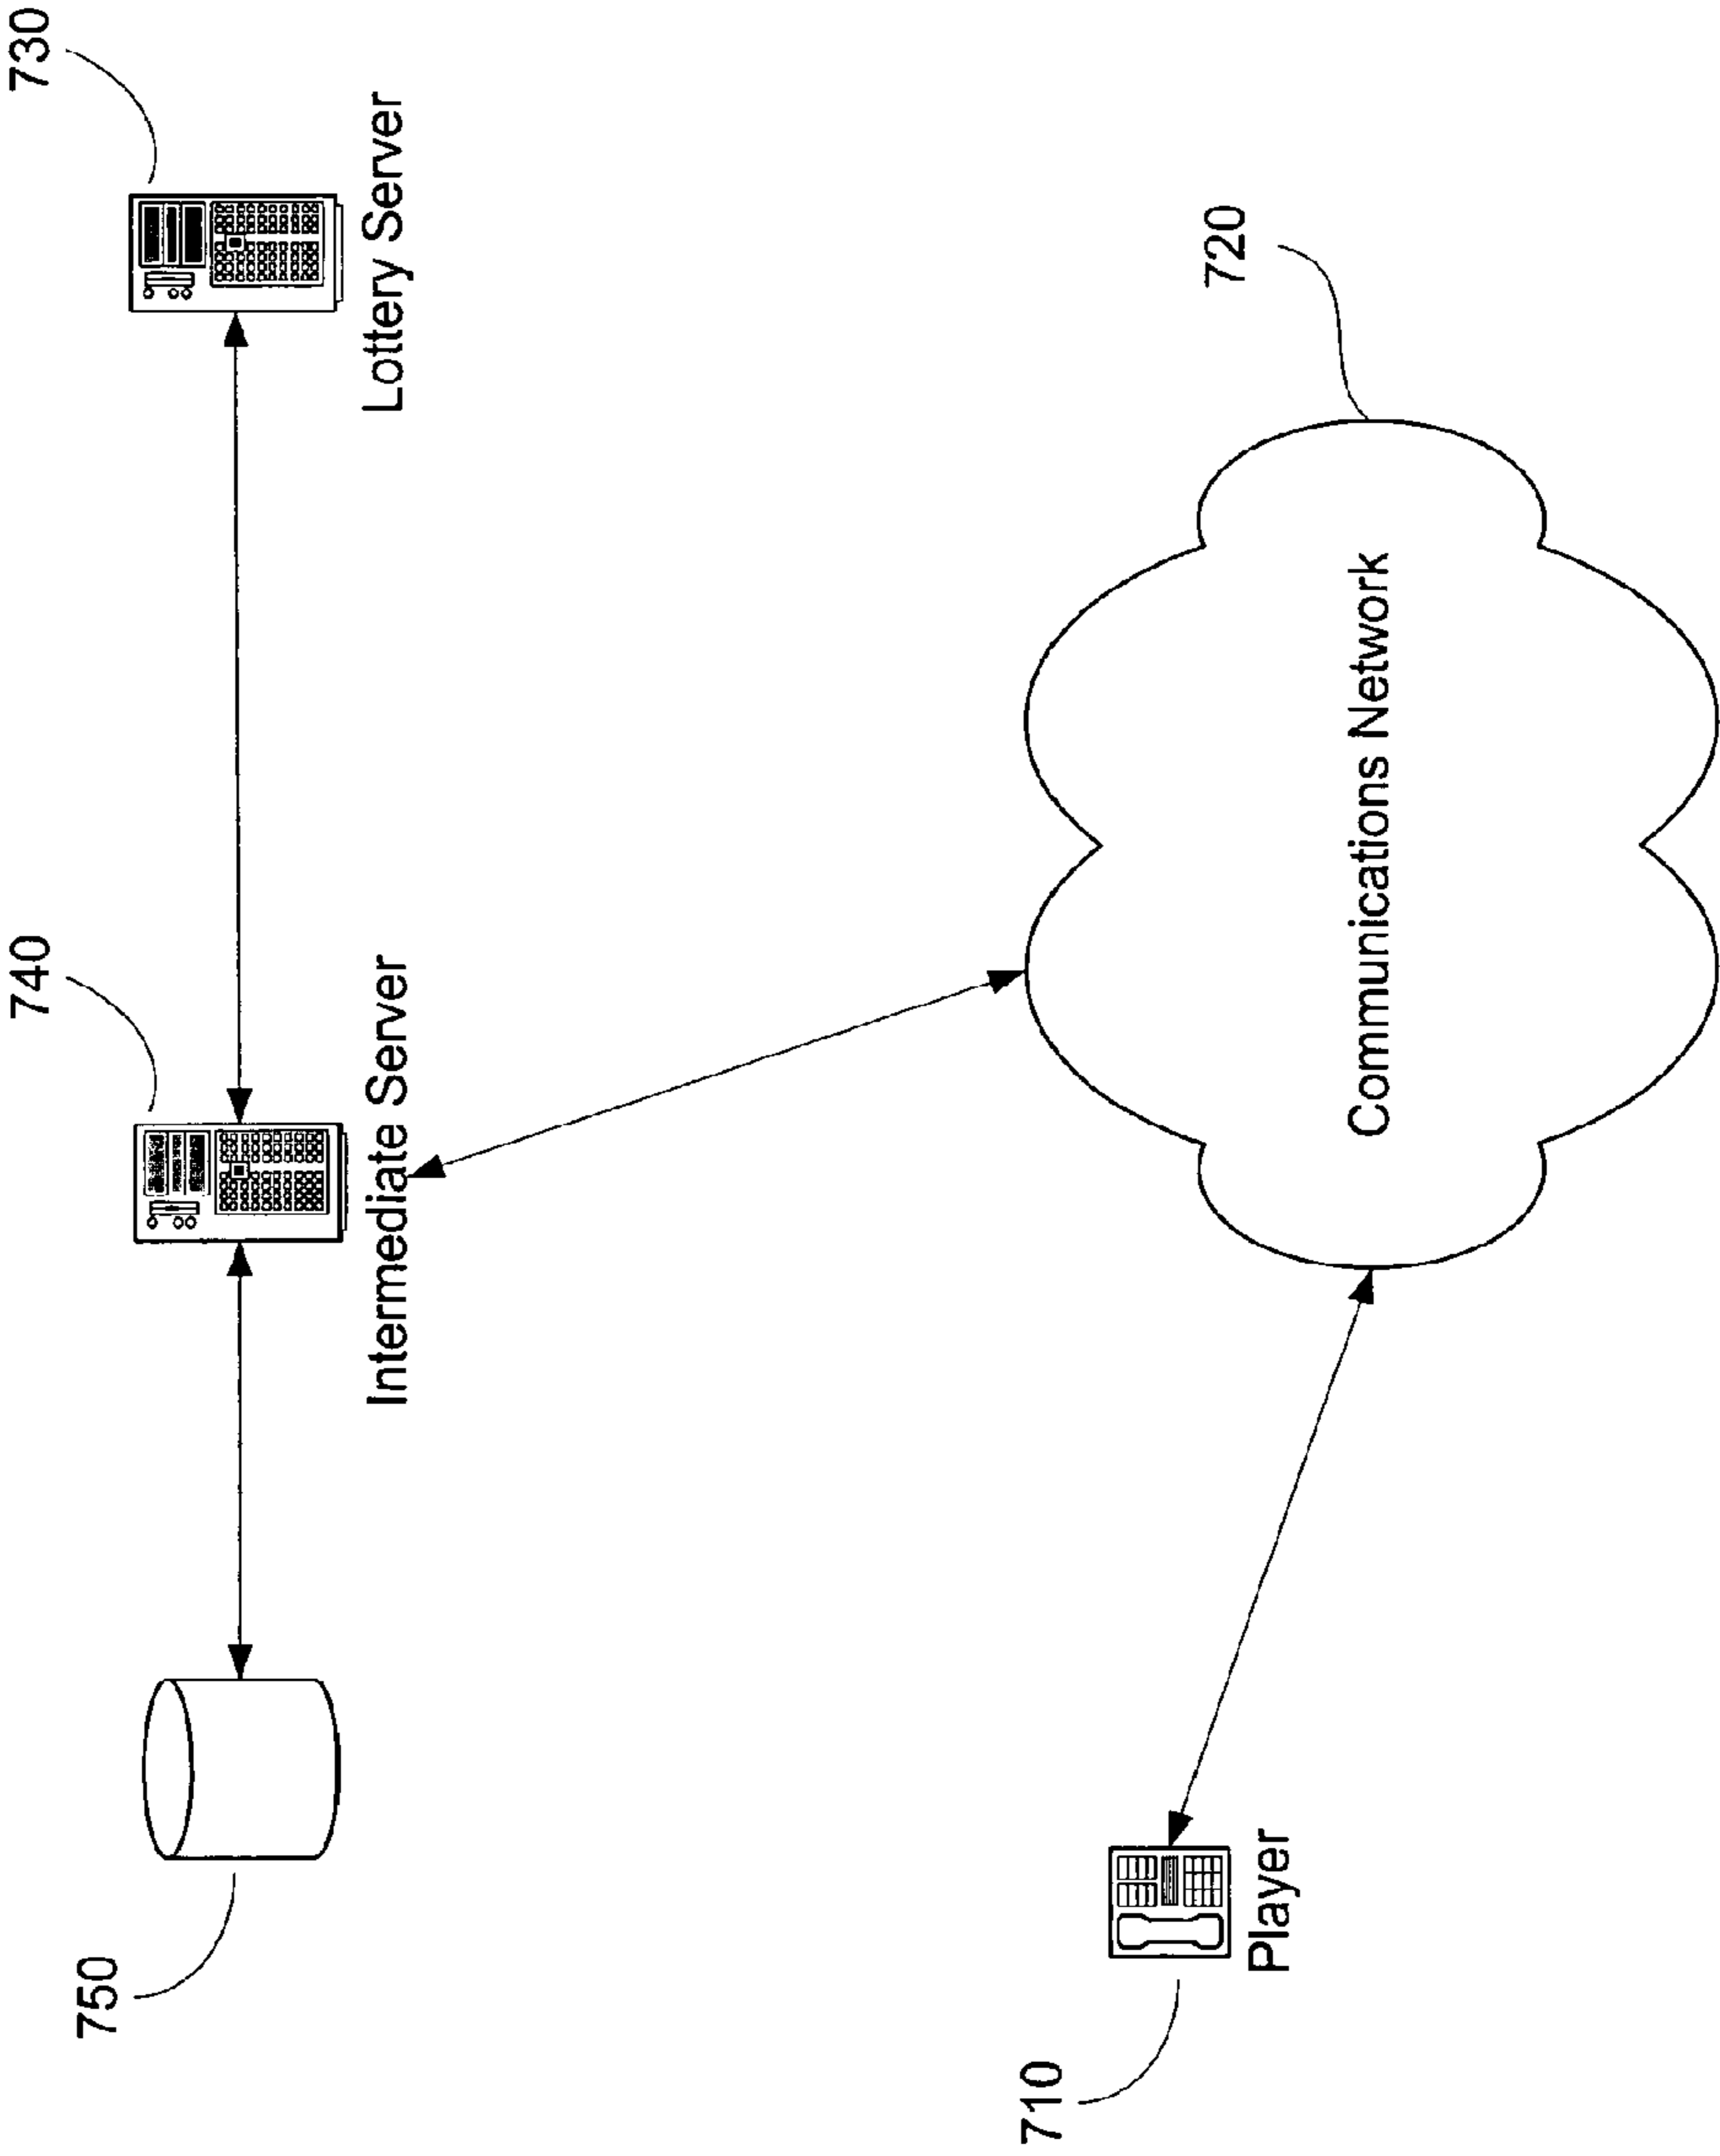 750
740
730
Intermediate Server
Lottery Server
710
720
Player
Communications Network